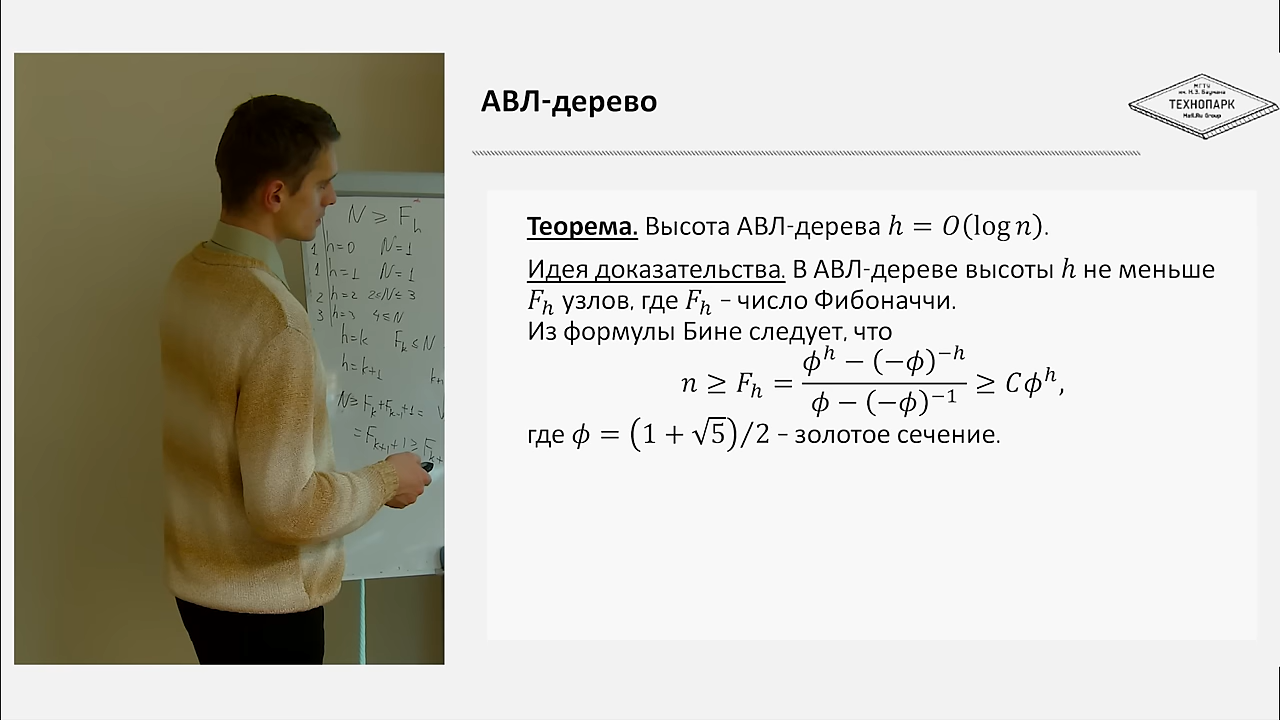 АВЛ-дерево
МГТУ
им. Н.Э. Баумана
ТЕХНОПАРК
Mail.Ru Group
Теорема. Высота АВЛ-дерева h = O(log n).
Идея доказательства. В АВЛ-дереве высоты h не меньше
F_h узлов, где F_h – число Фибоначчи.
Из формулы Бине следует, что
n ≥ F_h = (ϕ^h − (−ϕ)^{−h}) / (ϕ − (−ϕ)^{−1}) ≥ Cϕ^h,
где ϕ = (1 + √5)/2 – золотое сечение.
N ≥ F_h
1 h=0 N=1
1 h=1 N=1
2 h=2 2≤N≤3
3 h=3 4≤N
h=k F_k ≤ N
h=k+1
N ≥ F_k+F_{k-1}+1=
=F_{k+1}+1 ≥ F